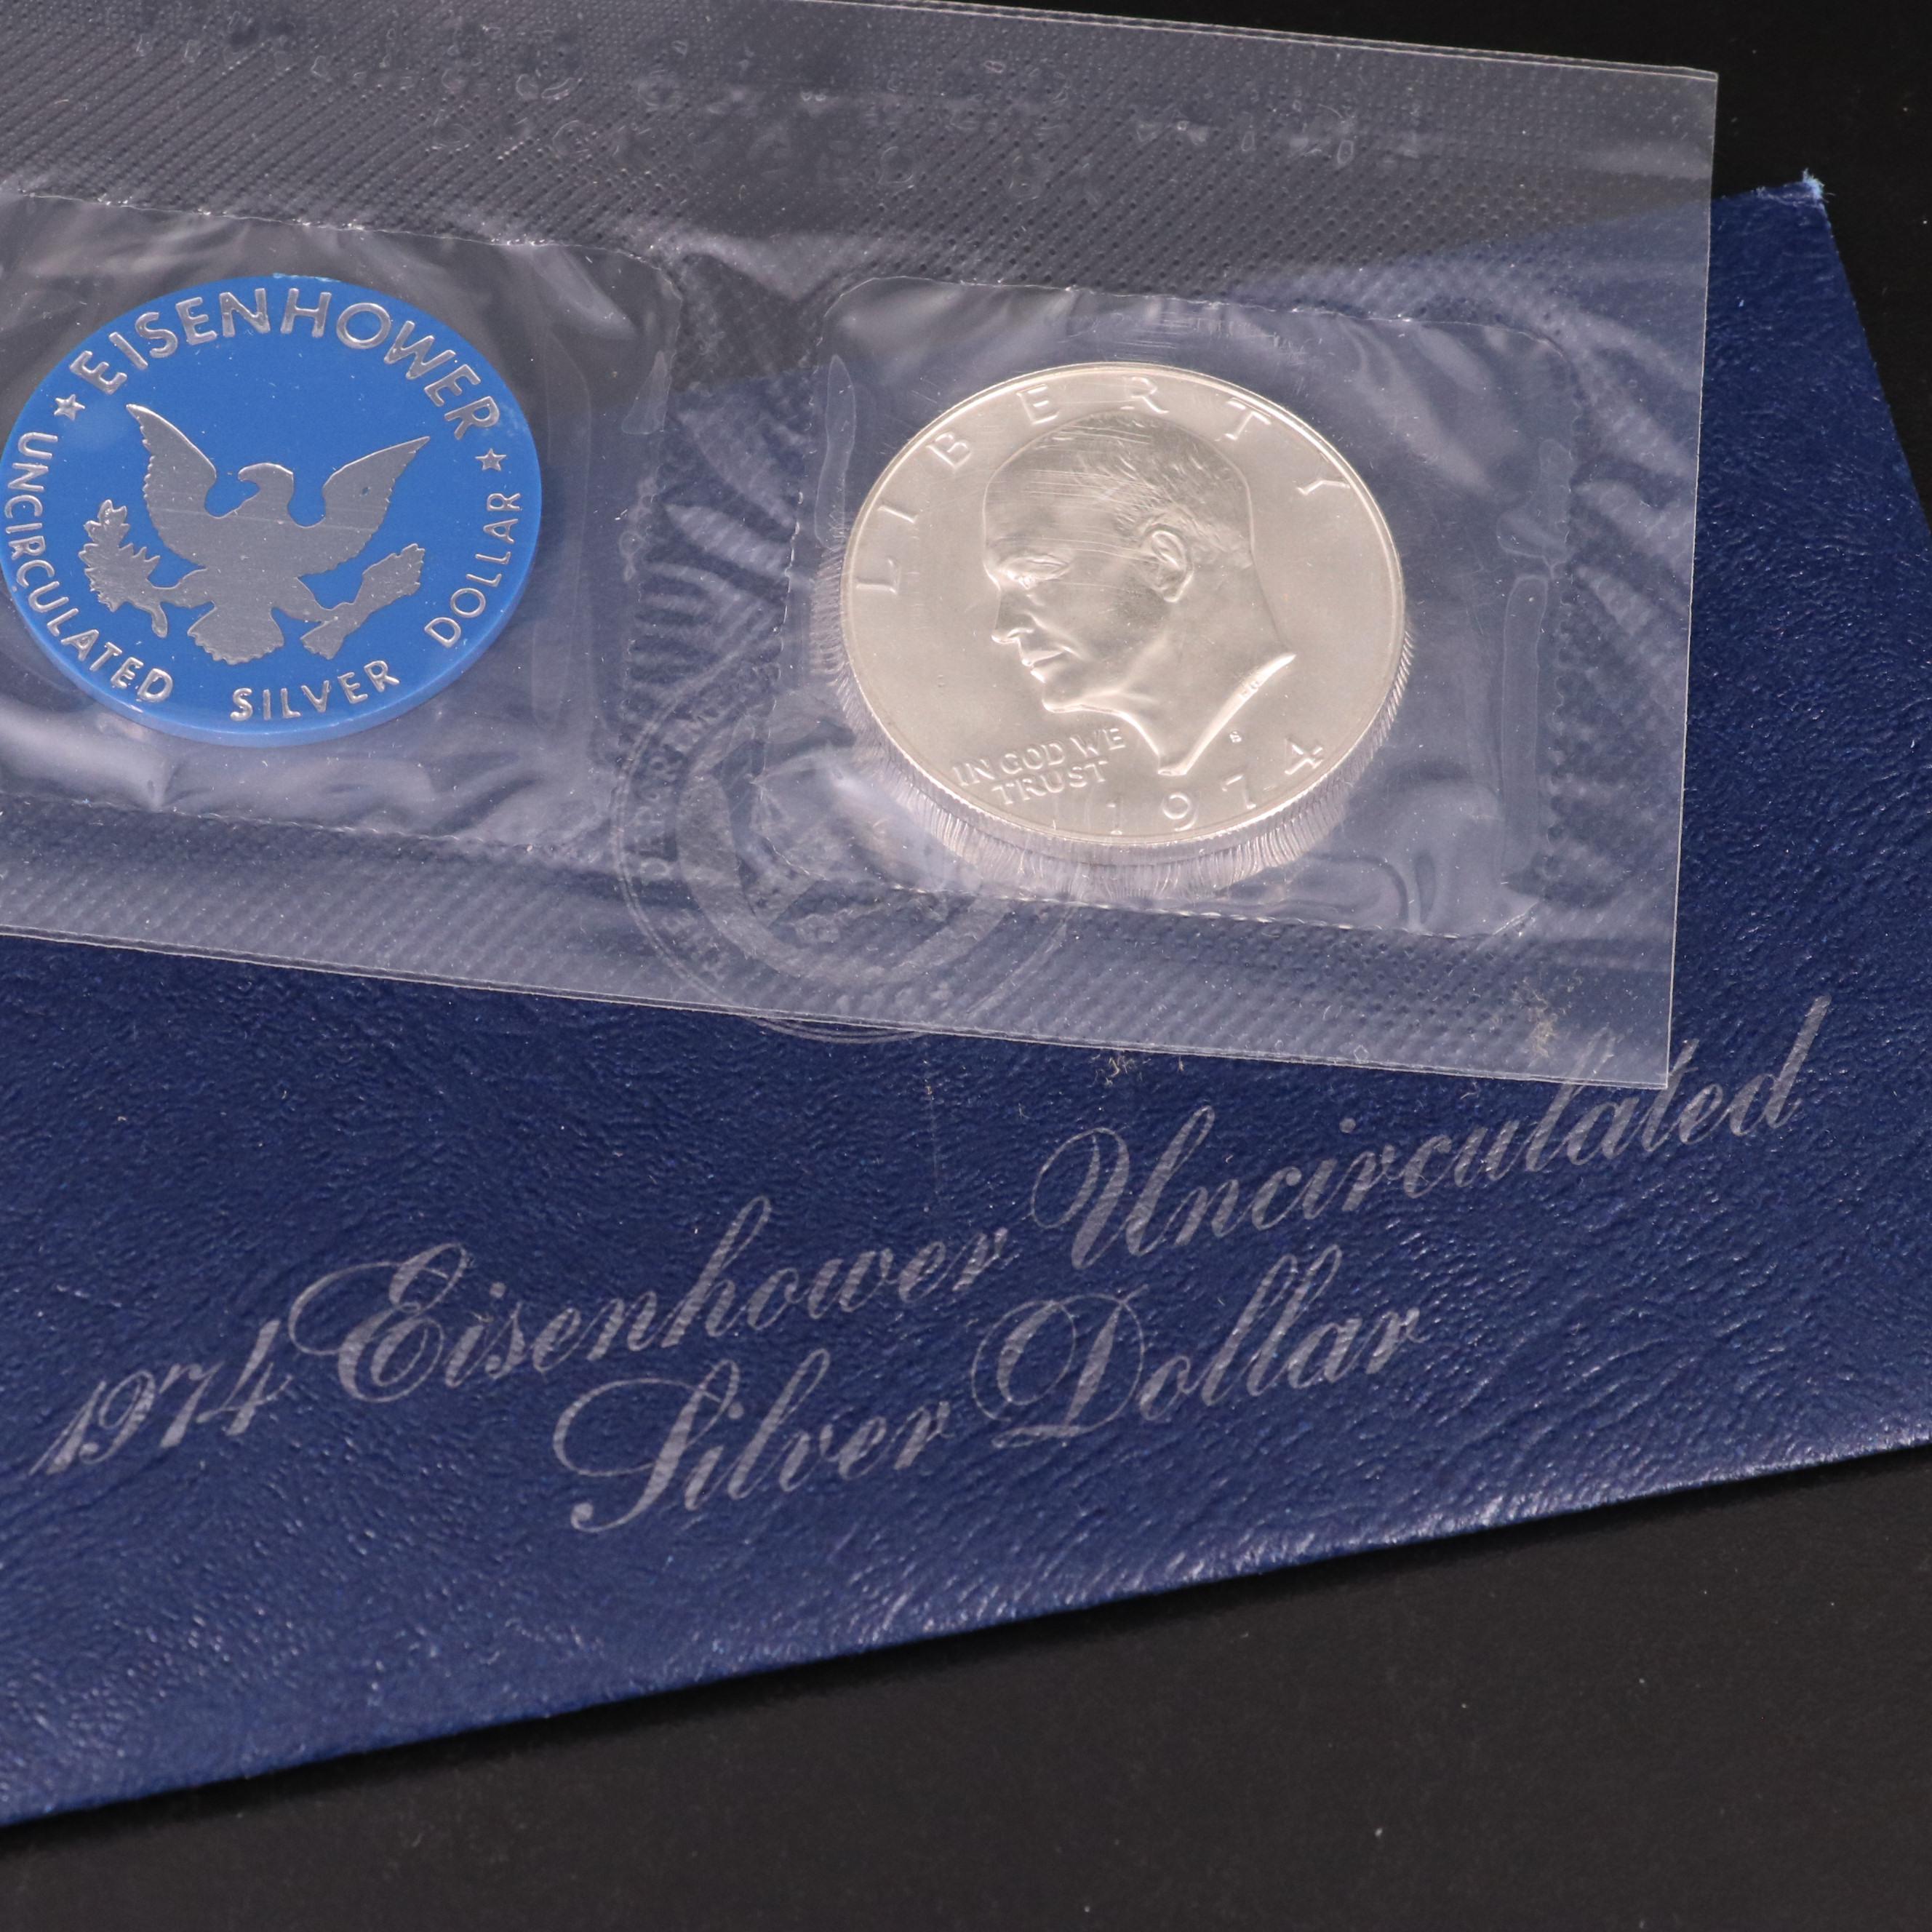 ★ EISENHOWER ★
UNCIRCULATED SILVER DOLLAR
LIBERTY
IN GOD WE
TRUST
S
1974
1974 Eisenhower Uncirculated
Silver Dollar